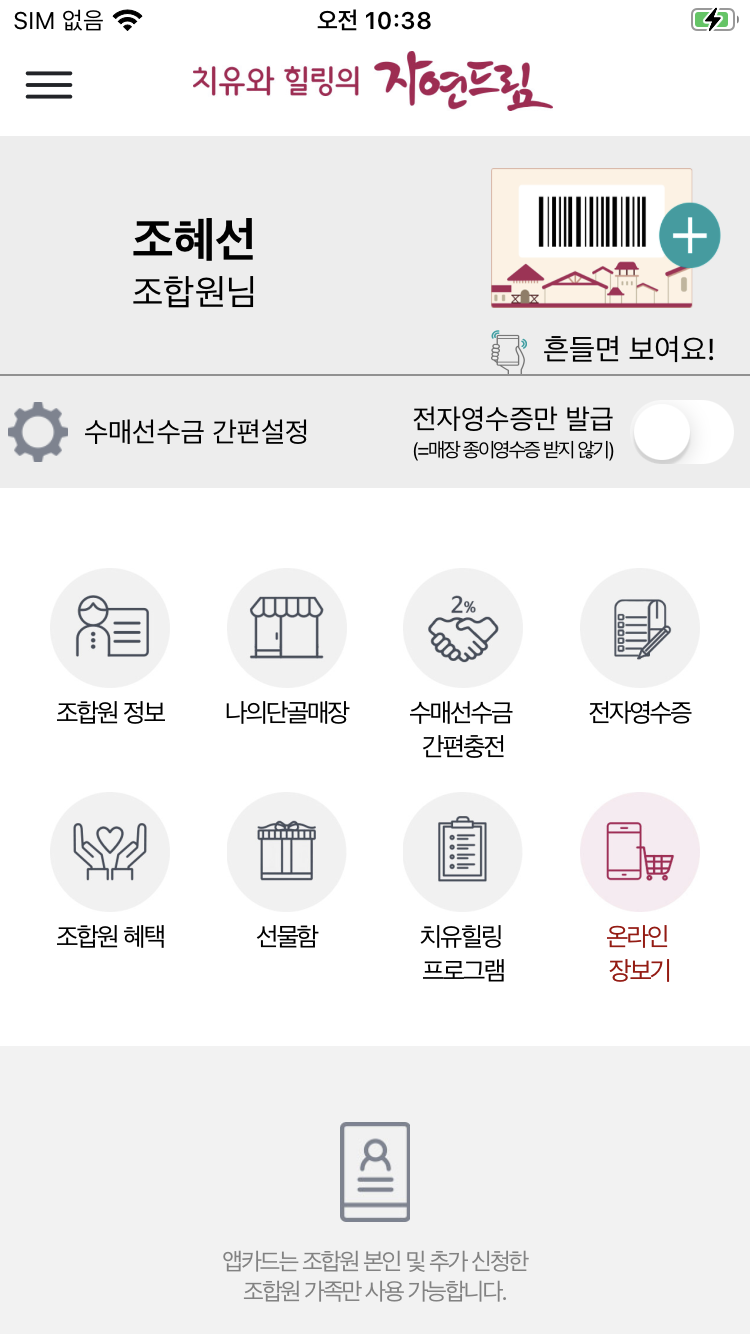 SIM 없음 오전 10:38
치유와 힐링의 자연드림
조혜선
조합원님
흔들면 보여요!
수매선수금 간편설정
전자영수증만 발급
(=매장 종이영수증 받지 않기)
2%
조합원 정보 나의단골매장 수매선수금 전자영수증
간편충전
조합원 혜택 선물함 치유힐링 온라인
프로그램 장보기
앱카드는 조합원 본인 및 추가 신청한
조합원 가족만 사용 가능합니다.